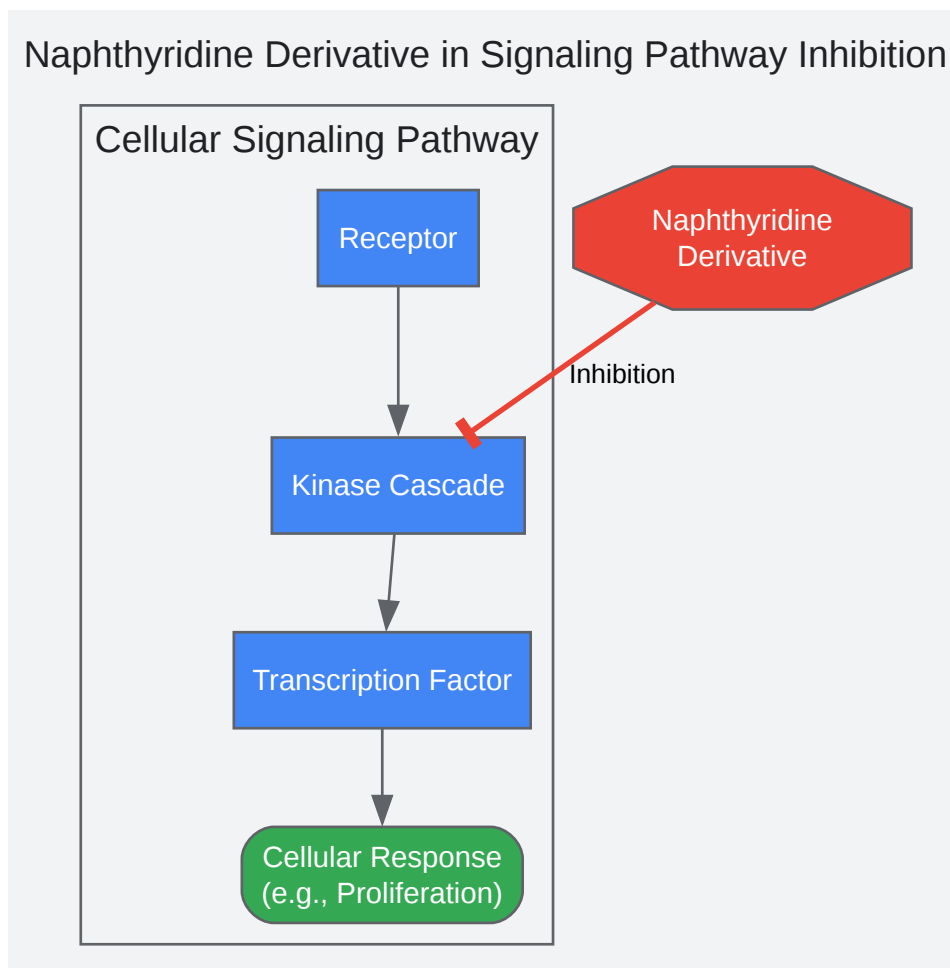 Naphthyridine Derivative in Signaling Pathway Inhibition
Cellular Signaling Pathway
Receptor
Naphthyridine
Derivative
Inhibition
Kinase Cascade
Transcription Factor
Cellular Response
(e.g., Proliferation)